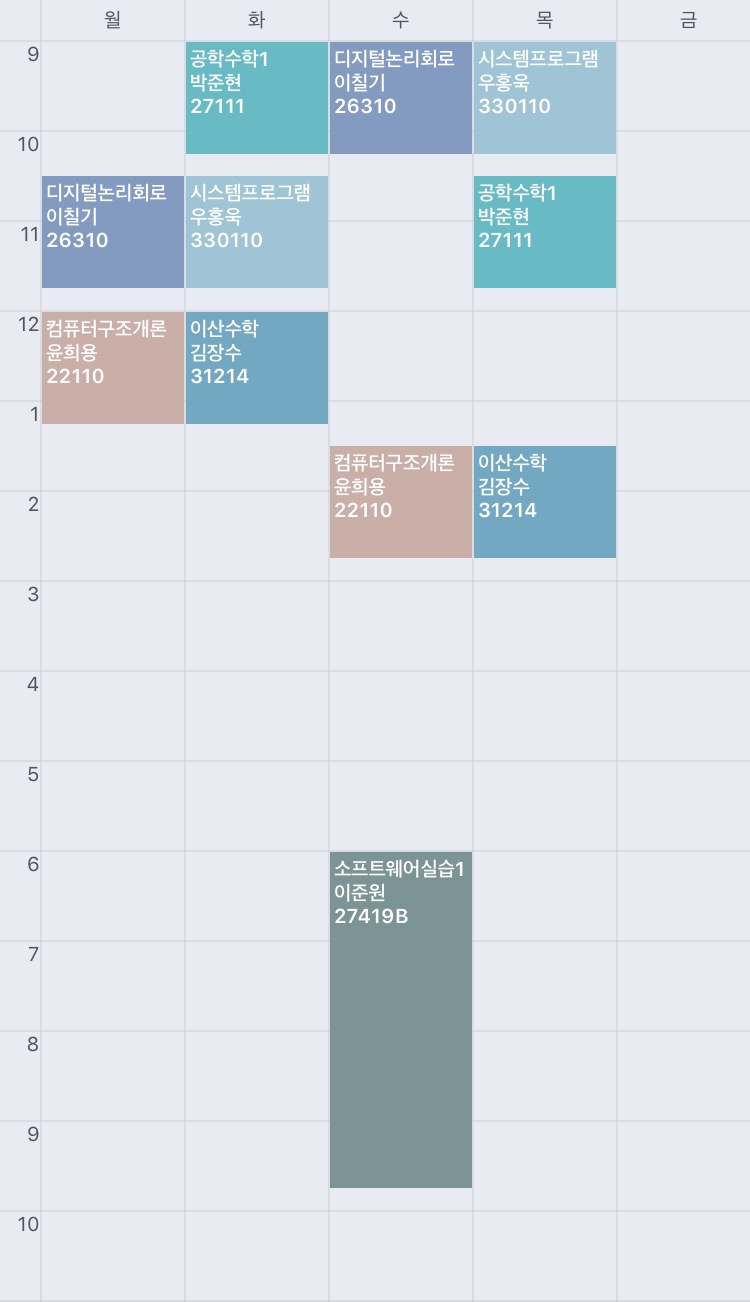 월 화 수 목 금
9
공학수학1
박준현
27111
디지털논리회로
이칠기
26310
시스템프로그램
우홍욱
330110
10
디지털논리회로
이칠기
26310
시스템프로그램
우홍욱
330110
공학수학1
박준현
27111
11
12
컴퓨터구조개론
윤희용
22110
이산수학
김장수
31214
1
컴퓨터구조개론
윤희용
22110
이산수학
김장수
31214
2
3
4
5
6
소프트웨어실습1
이준원
27419B
7
8
9
10